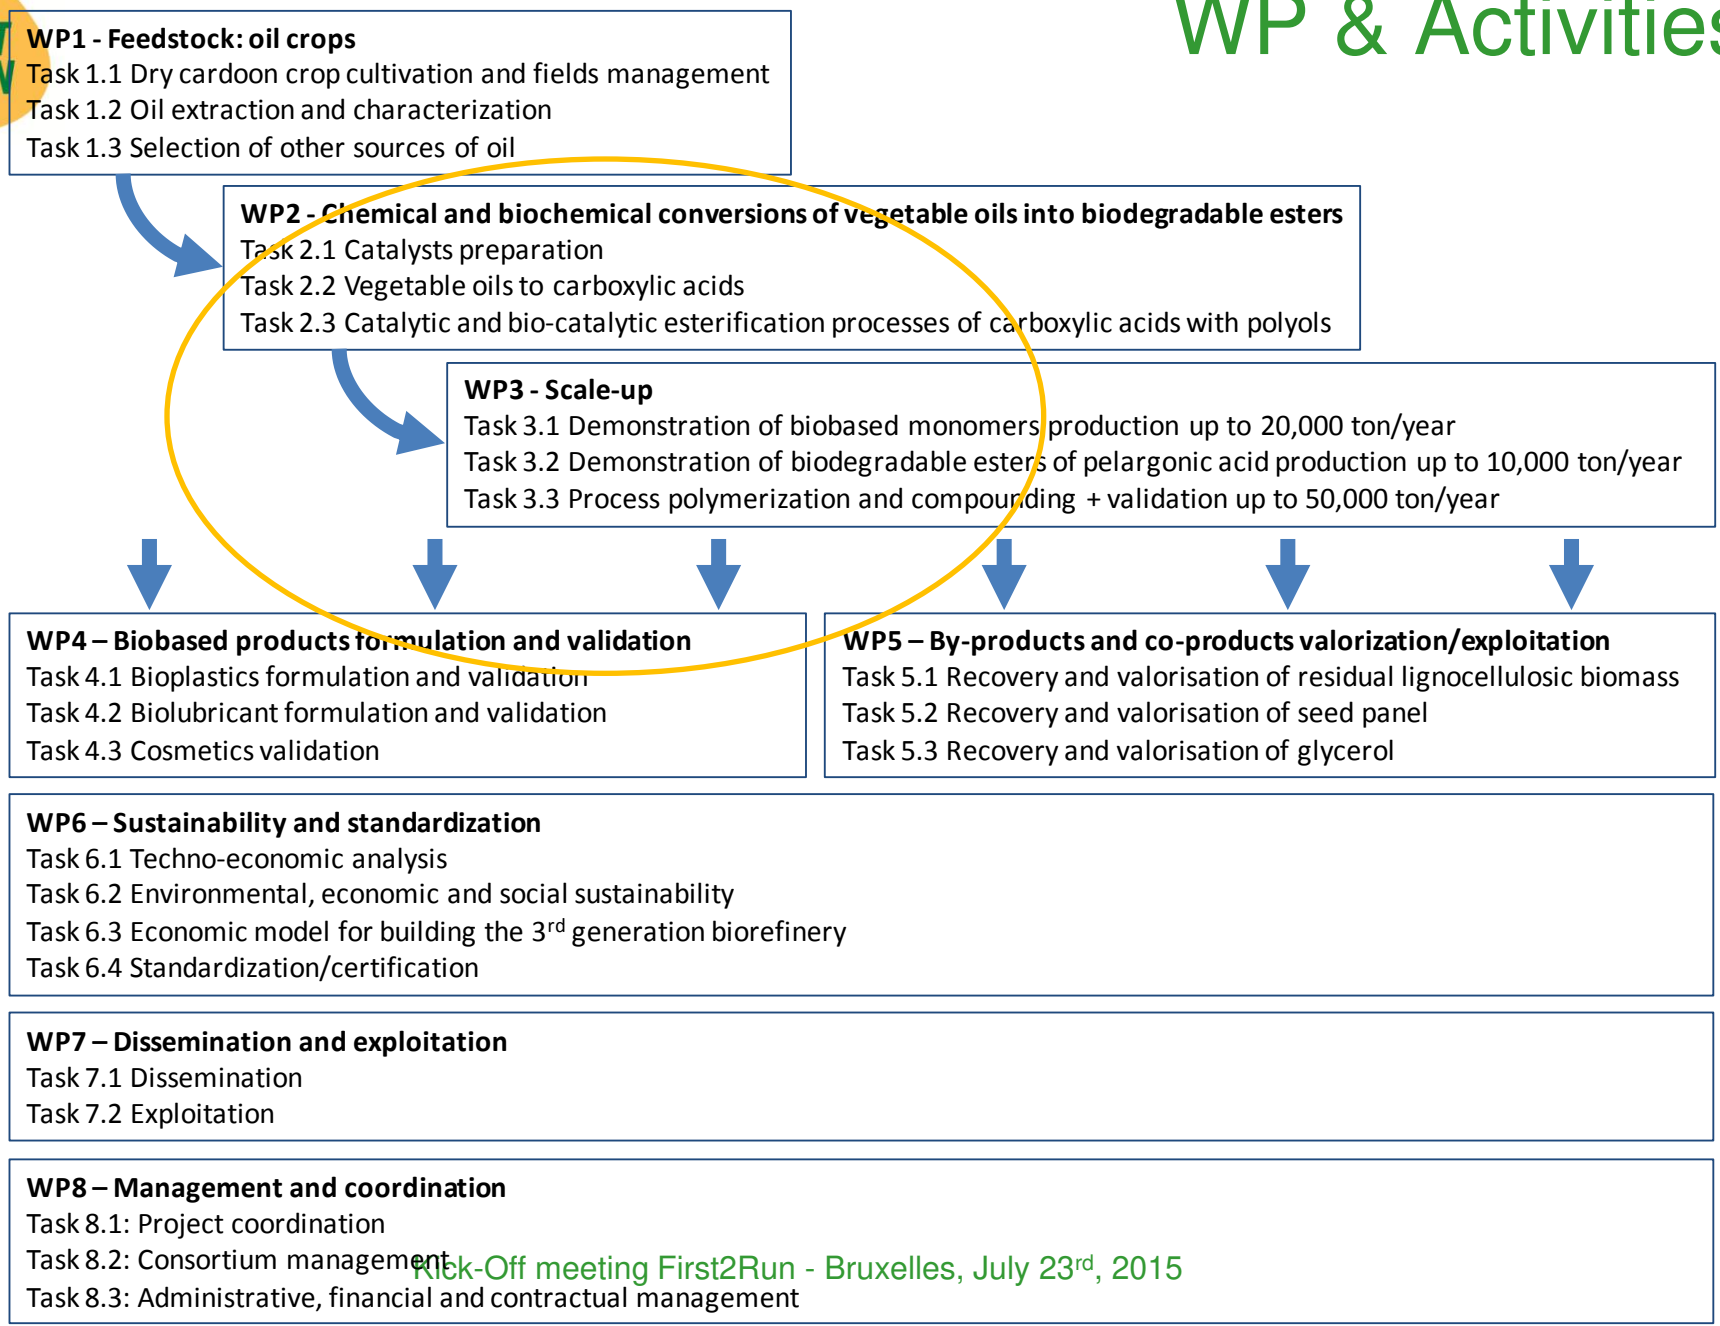 WP & Activities
WP1 - Feedstock: oil crops
Task 1.1 Dry cardoon crop cultivation and fields management
Task 1.2 Oil extraction and characterization
Task 1.3 Selection of other sources of oil
WP2 - Chemical and biochemical conversions of vegetable oils into biodegradable esters
Task 2.1 Catalysts preparation
Task 2.2 Vegetable oils to carboxylic acids
Task 2.3 Catalytic and bio-catalytic esterification processes of carboxylic acids with polyols
WP3 - Scale-up
Task 3.1 Demonstration of biobased monomers production up to 20,000 ton/year
Task 3.2 Demonstration of biodegradable esters of pelargonic acid production up to 10,000 ton/year
Task 3.3 Process polymerization and compounding + validation up to 50,000 ton/year
WP4 – Biobased products formulation and validation
Task 4.1 Bioplastics formulation and validation
Task 4.2 Biolubricant formulation and validation
Task 4.3 Cosmetics validation
WP5 – By-products and co-products valorization/exploitation
Task 5.1 Recovery and valorisation of residual lignocellulosic biomass
Task 5.2 Recovery and valorisation of seed panel
Task 5.3 Recovery and valorisation of glycerol
WP6 – Sustainability and standardization
Task 6.1 Techno-economic analysis
Task 6.2 Environmental, economic and social sustainability
Task 6.3 Economic model for building the 3rd generation biorefinery
Task 6.4 Standardization/certification
WP7 – Dissemination and exploitation
Task 7.1 Dissemination
Task 7.2 Exploitation
WP8 – Management and coordination
Task 8.1: Project coordination
Task 8.2: Consortium management
Kick-Off meeting First2Run - Bruxelles, July 23rd, 2015
Task 8.3: Administrative, financial and contractual management